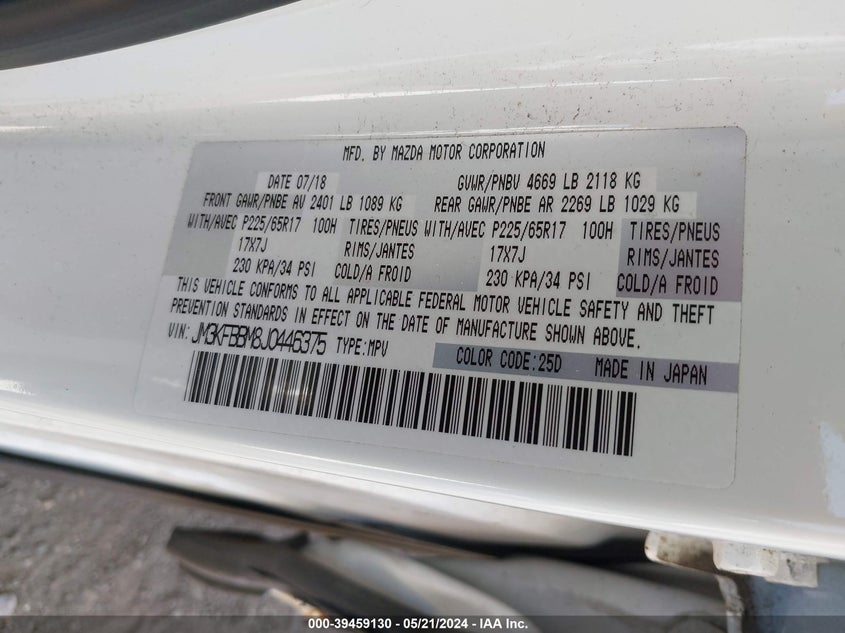 MFD. BY MAZDA MOTOR CORPORATION
DATE 07/18 GVWR/PNBV 4669 LB 2118 KG
FRONT GAWR/PNBE AV 2401 LB 1089 KG REAR GAWR/PNBE AR 2269 LB 1029 KG
WITH/AVEC P225/65R17 100H TIRES/PNEUS WITH/AVEC P225/65R17 100H TIRES/PNEUS
17X7J RIMS/JANTES 17X7J RIMS/JANTES
230 KPA/34 PSI COLD/A FROID 230 KPA/34 PSI COLD/A FROID
THIS VEHICLE CONFORMS TO ALL APPLICABLE FEDERAL MOTOR VEHICLE SAFETY AND THEFT
PREVENTION STANDARDS IN EFFECT ON THE DATE OF MANUFACTURE SHOWN ABOVE.
VIN: JM3KFBBM8J0446375 TYPE:MPV COLOR CODE:25D MADE IN JAPAN
000-39459130 - 05/21/2024 - IAA Inc.